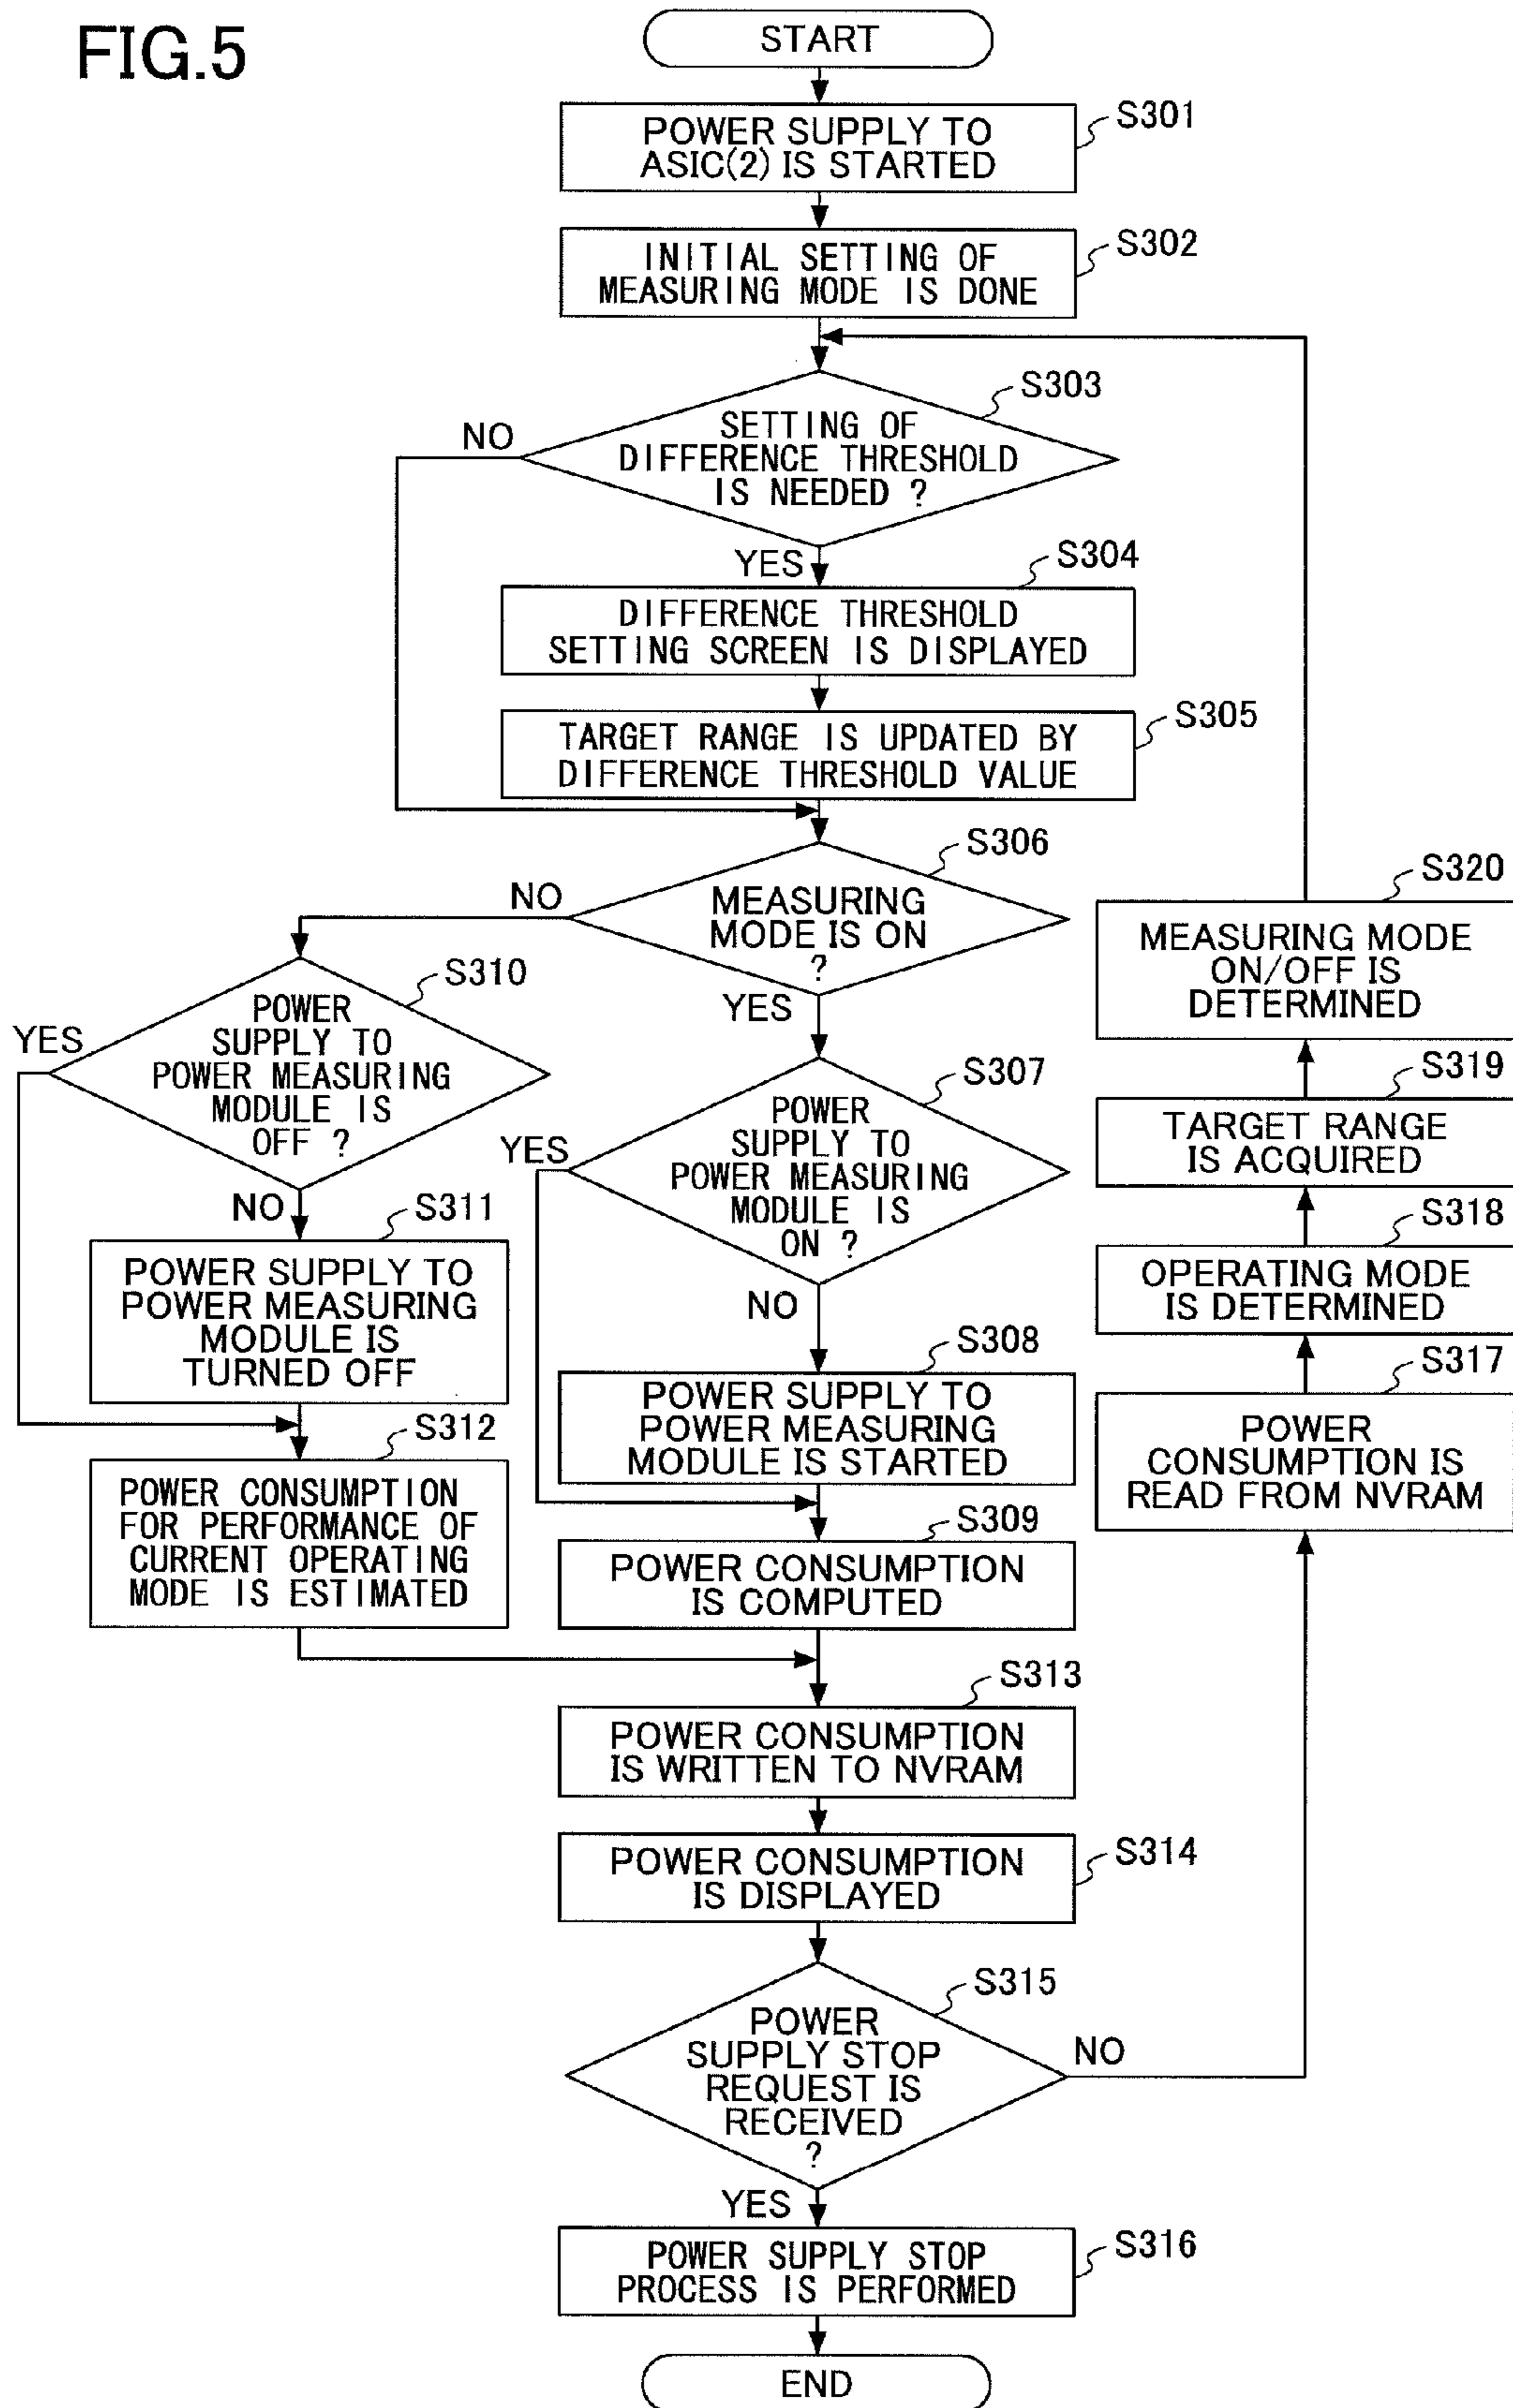 FIG.5
START
S301
POWER SUPPLY TO
ASIC(2) IS STARTED
S302
INITIAL SETTING OF
MEASURING MODE IS DONE
S303
SETTING OF
DIFFERENCE THRESHOLD
IS NEEDED ?
NO
YES
S304
DIFFERENCE THRESHOLD
SETTING SCREEN IS DISPLAYED
S305
TARGET RANGE IS UPDATED BY
DIFFERENCE THRESHOLD VALUE
S306
MEASURING
MODE IS ON
?
NO
YES
S310
POWER
SUPPLY TO
POWER MEASURING
MODULE IS
OFF ?
YES
NO
S311
POWER SUPPLY TO
POWER MEASURING
MODULE IS
TURNED OFF
S312
POWER CONSUMPTION
FOR PERFORMANCE OF
CURRENT OPERATING
MODE IS ESTIMATED
S307
POWER
SUPPLY TO
POWER MEASURING
MODULE IS
ON ?
YES
NO
S308
POWER SUPPLY TO
POWER MEASURING
MODULE IS STARTED
S309
POWER CONSUMPTION
IS COMPUTED
S313
POWER CONSUMPTION
IS WRITTEN TO NVRAM
S314
POWER CONSUMPTION
IS DISPLAYED
S315
POWER
SUPPLY STOP
REQUEST IS
RECEIVED
?
NO
YES
S316
POWER SUPPLY STOP
PROCESS IS PERFORMED
END
S320
MEASURING MODE
ON/OFF IS
DETERMINED
S319
TARGET RANGE
IS ACQUIRED
S318
OPERATING MODE
IS DETERMINED
S317
POWER
CONSUMPTION IS
READ FROM NVRAM